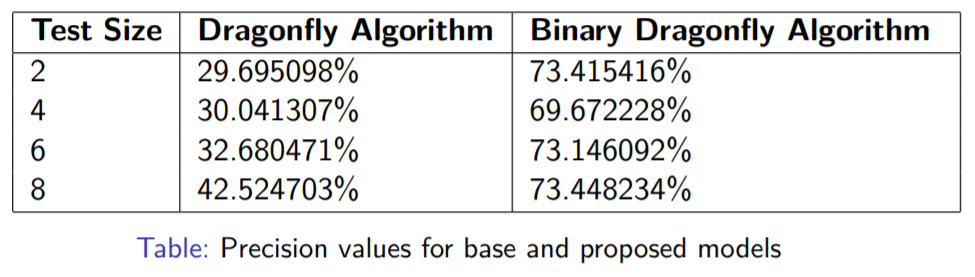 Test Size Dragonfly Algorithm Binary Dragonfly Algorithm
2 29.695098% 73.415416%
4 30.041307% 69.672228%
6 32.680471% 73.146092%
8 42.524703% 73.448234%
Table: Precision values for base and proposed models